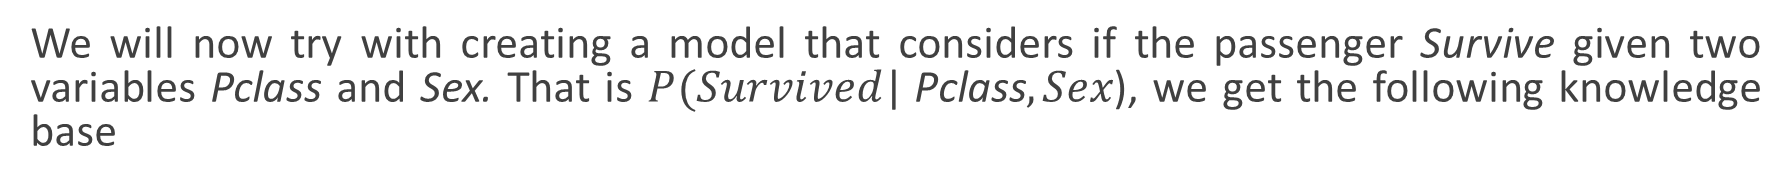 We will now try with creating a model that considers if the passenger Survive given two
variables Pclass and Sex. That is P(Survived| Pclass, Sex), we get the following knowledge
base